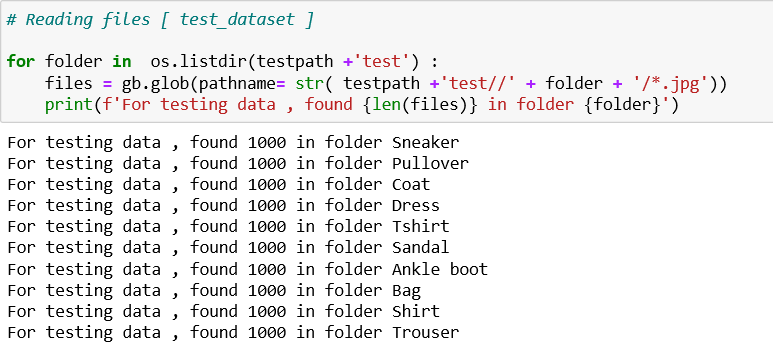 # Reading files [ test_dataset ]
for folder in  os.listdir(testpath +'test') :
    files = gb.glob(pathname= str( testpath +'test//' + folder + '/*.jpg'))
    print(f'For testing data , found {len(files)} in folder {folder}')
For testing data , found 1000 in folder Sneaker
For testing data , found 1000 in folder Pullover
For testing data , found 1000 in folder Coat
For testing data , found 1000 in folder Dress
For testing data , found 1000 in folder Tshirt
For testing data , found 1000 in folder Sandal
For testing data , found 1000 in folder Ankle boot
For testing data , found 1000 in folder Bag
For testing data , found 1000 in folder Shirt
For testing data , found 1000 in folder Trouser